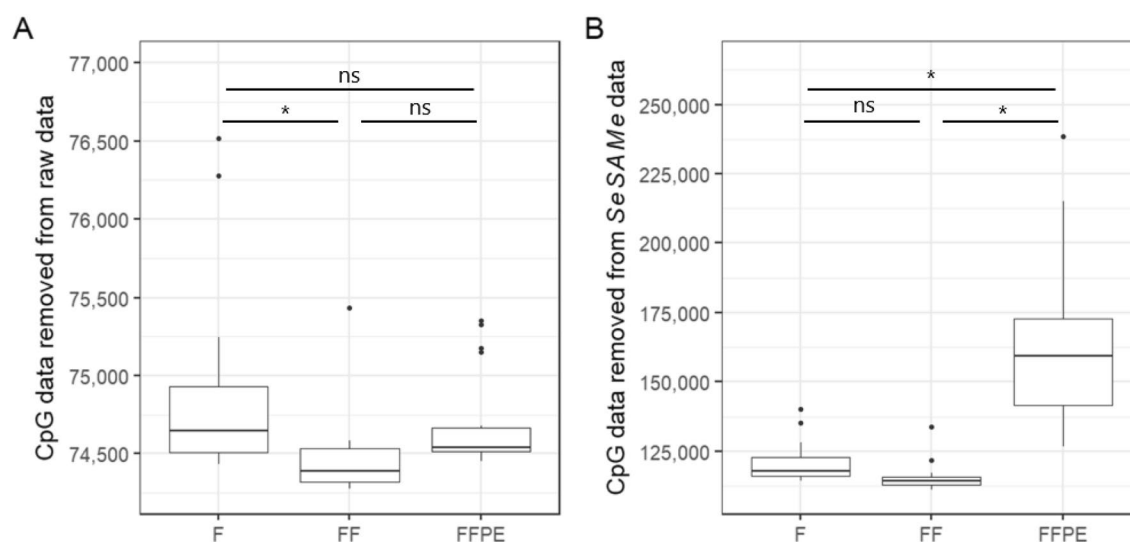 A
CpG data removed from raw data
77,000
76,500
76,000
75,500
75,000
74,500
ns
*
ns
F
FF
FFPE
B
CpG data removed from SeSAMe data
250,000
225,000
200,000
175,000
150,000
125,000
*
ns
*
F
FF
FFPE